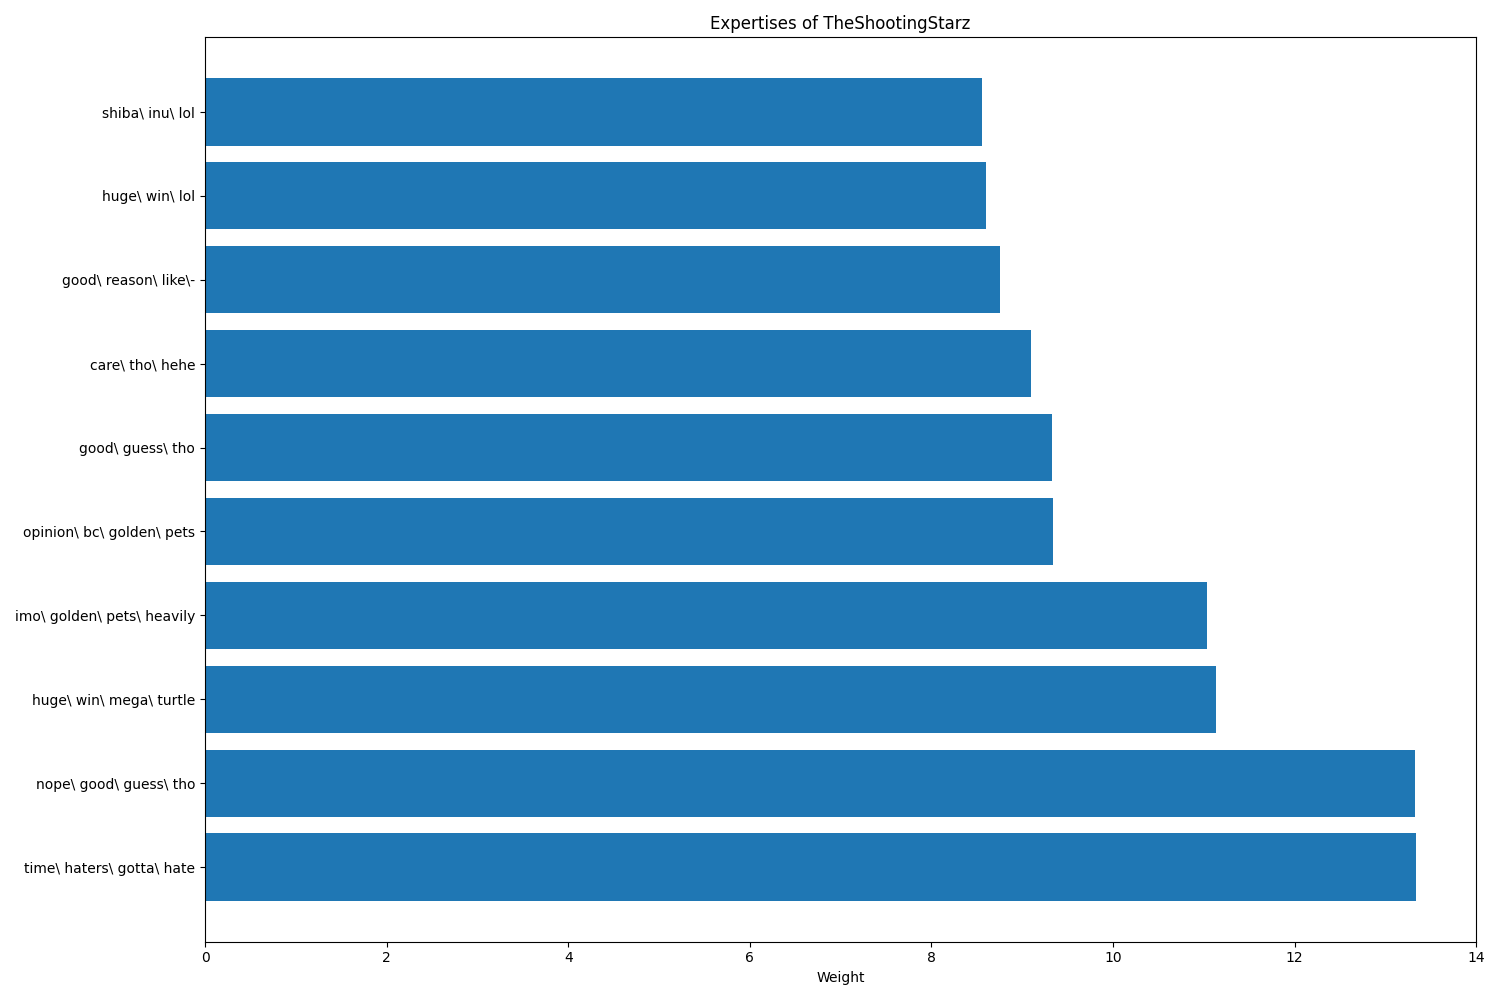 Expertises of TheShootingStarz
shiba\ inu\ lol
huge\ win\ lol
good\ reason\ like\-
care\ tho\ hehe
good\ guess\ tho
opinion\ bc\ golden\ pets
imo\ golden\ pets\ heavily
huge\ win\ mega\ turtle
nope\ good\ guess\ tho
time\ haters\ gotta\ hate
0 2 4 6 8 10 12 14
Weight